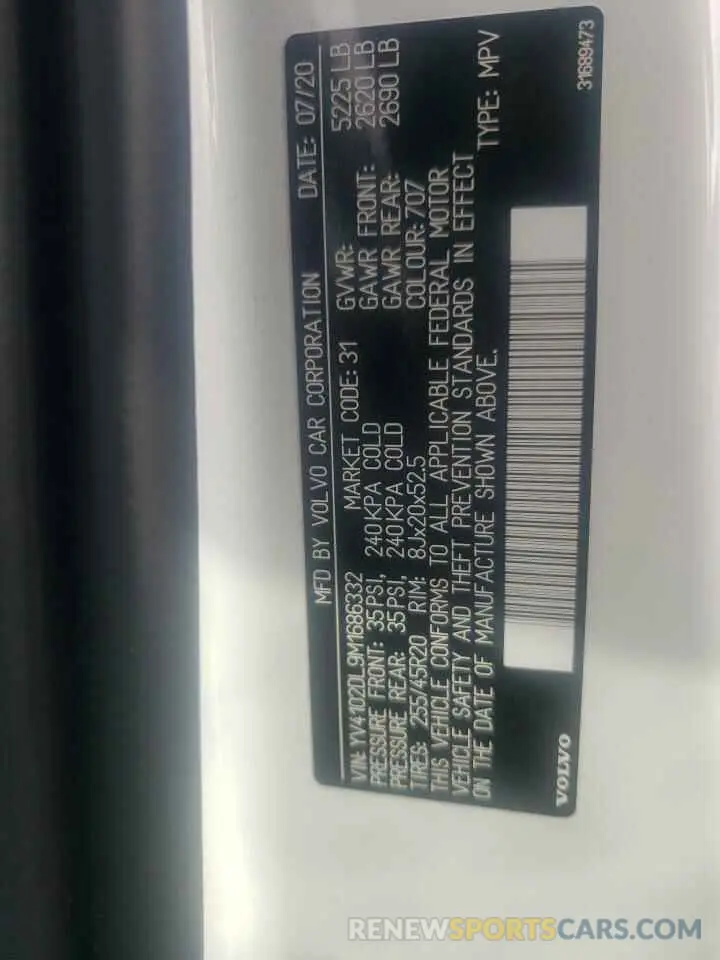 MFD BY VOLVO CAR CORPORATION DATE: 07/20
VIN: YV4102DL9M1686332 MARKET CODE: 31 GVWR: 5225 LB
PRESSURE FRONT: 35PSI, 240KPA COLD GAWR FRONT: 2620 LB
PRESSURE REAR: 35PSI, 240KPA COLD GAWR REAR: 2690 LB
TIRES: 255/45R20 RIM: 8Jx20x52.5 COLOUR: 707
THIS VEHICLE CONFORMS TO ALL APPLICABLE FEDERAL MOTOR
VEHICLE SAFETY AND THEFT PREVENTION STANDARDS IN EFFECT
ON THE DATE OF MANUFACTURE SHOWN ABOVE. TYPE: MPV
VOLVO 31689473
RENEWSPORTSCARS.COM